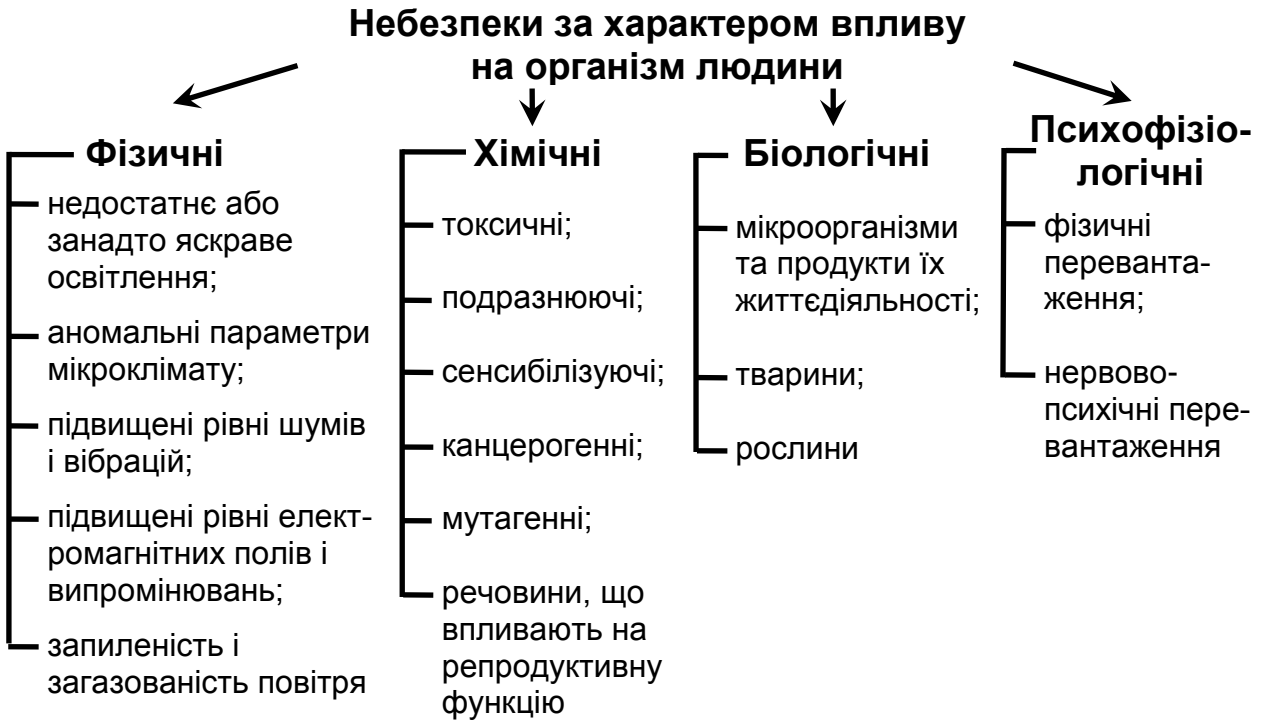 Небезпеки за характером впливу
на організм людини
Фізичні
недостатнє або
занадто яскраве
освітлення;
аномальні параметри
мікроклімату;
підвищені рівні шумів
і вібрацій;
підвищені рівні елект-
ромагнітних полів і
випромінювань;
запиленість і
загазованість повітря
Хімічні
токсичні;
подразнюючі;
сенсибілізуючі;
канцерогенні;
мутагенні;
речовини, що
впливають на
репродуктивну
функцію
Біологічні
мікроорганізми
та продукти їх
життєдіяльності;
тварини;
рослини
Психофізіо-
логічні
фізичні
перевантa-
ження;
нервово-
психічні пере-
вантаження